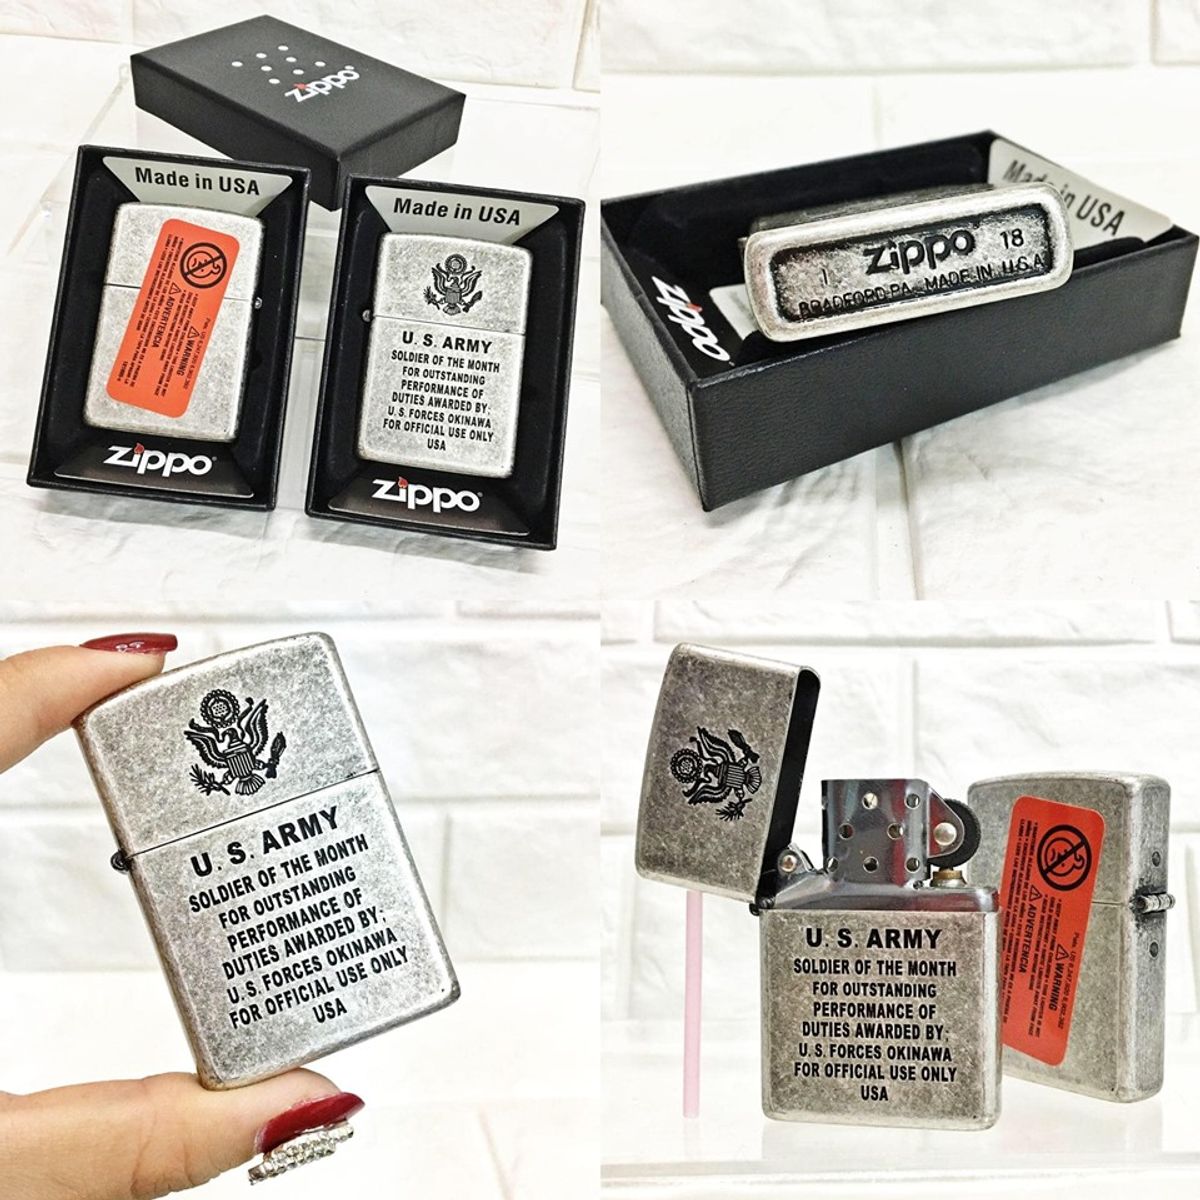 zippo
Made in USA
WARNING
ADVERTENCIA
zippo
Made in USA
U. S. ARMY
SOLDIER OF THE MONTH
FOR OUTSTANDING
PERFORMANCE OF
DUTIES AWARDED BY;
U. S. FORCES OKINAWA
FOR OFFICIAL USE ONLY
USA
zippo
Made in USA
zippo 18
I
BRADFORD PA. MADE IN U.S.A
zippo
U. S. ARMY
SOLDIER OF THE MONTH
FOR OUTSTANDING
PERFORMANCE OF
DUTIES AWARDED BY;
U. S. FORCES OKINAWA
FOR OFFICIAL USE ONLY
USA
U. S. ARMY
SOLDIER OF THE MONTH
FOR OUTSTANDING
PERFORMANCE OF
DUTIES AWARDED BY;
U. S. FORCES OKINAWA
FOR OFFICIAL USE ONLY
USA
WARNING
ADVERTENCIA